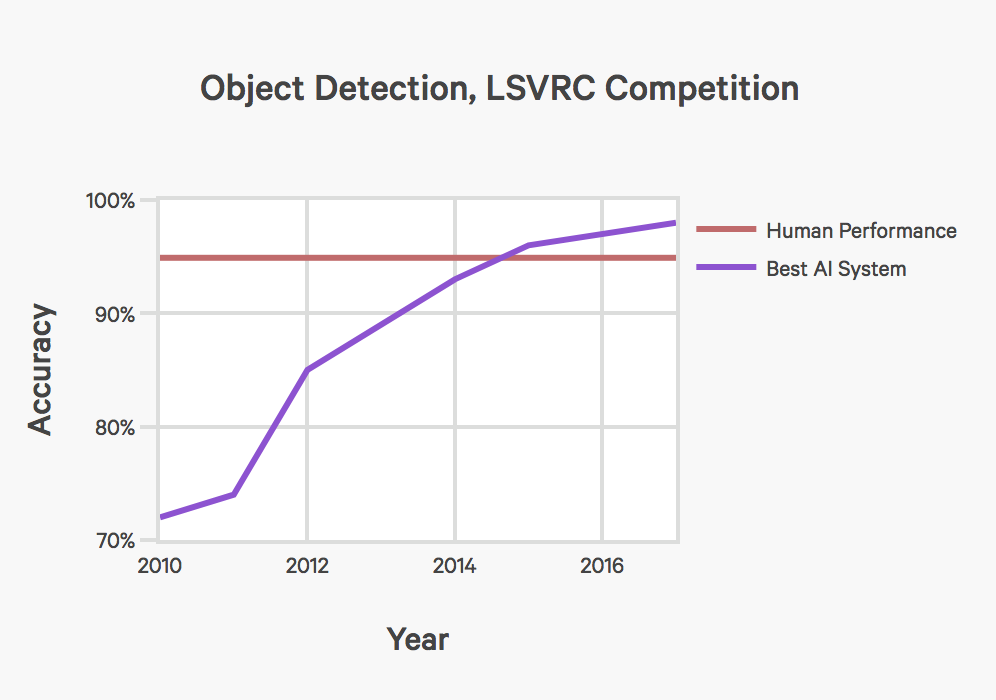 Object Detection, LSVRC Competition
100%
90%
80%
70%
Accuracy
2010 2012 2014 2016
Year
Human Performance
Best AI System